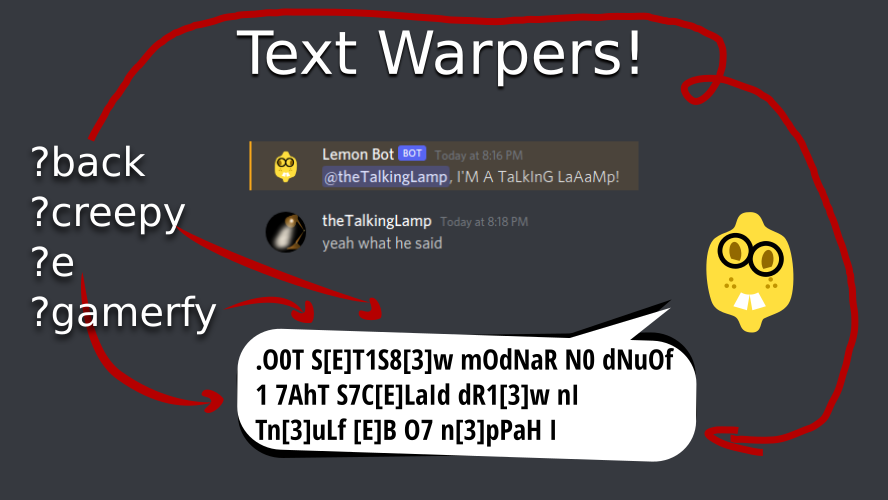 Text Warpers!
?back
?creepy
?e
?gamerfy
Lemon Bot BOT Today at 8:16 PM
@theTalkingLamp, I'M A TaLkInG LaAaMp!
theTalkingLamp Today at 8:18 PM
yeah what he said
.O0T S[E]T1S8[3]w mOdNaR N0 dNuOf
1 7AhT S7C[E]LaId dR1[3]w nI
Tn[3]uLf [E]B O7 n[3]pPaH I